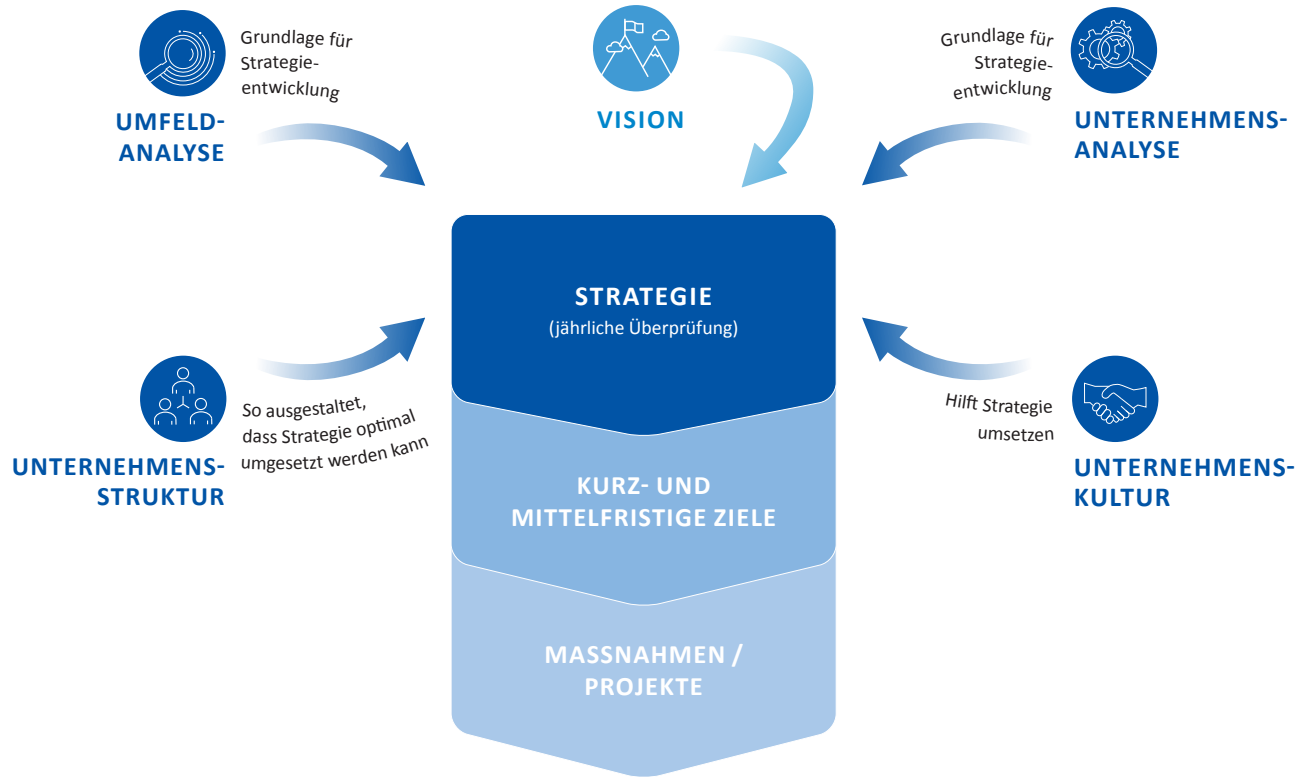 Grundlage für
Strategie-
entwicklung
UMFELD-
ANALYSE
VISION
Grundlage für
Strategie-
entwicklung
UNTERNEHMENS-
ANALYSE
STRATEGIE
(jährliche Überprüfung)
So ausgestaltet,
dass Strategie optimal
umgesetzt werden kann
UNTERNEHMENS-
STRUKTUR
Hilft Strategie
umsetzen
UNTERNEHMENS-
KULTUR
KURZ- UND
MITTELFRISTIGE ZIELE
MASSNAHMEN /
PROJEKTE